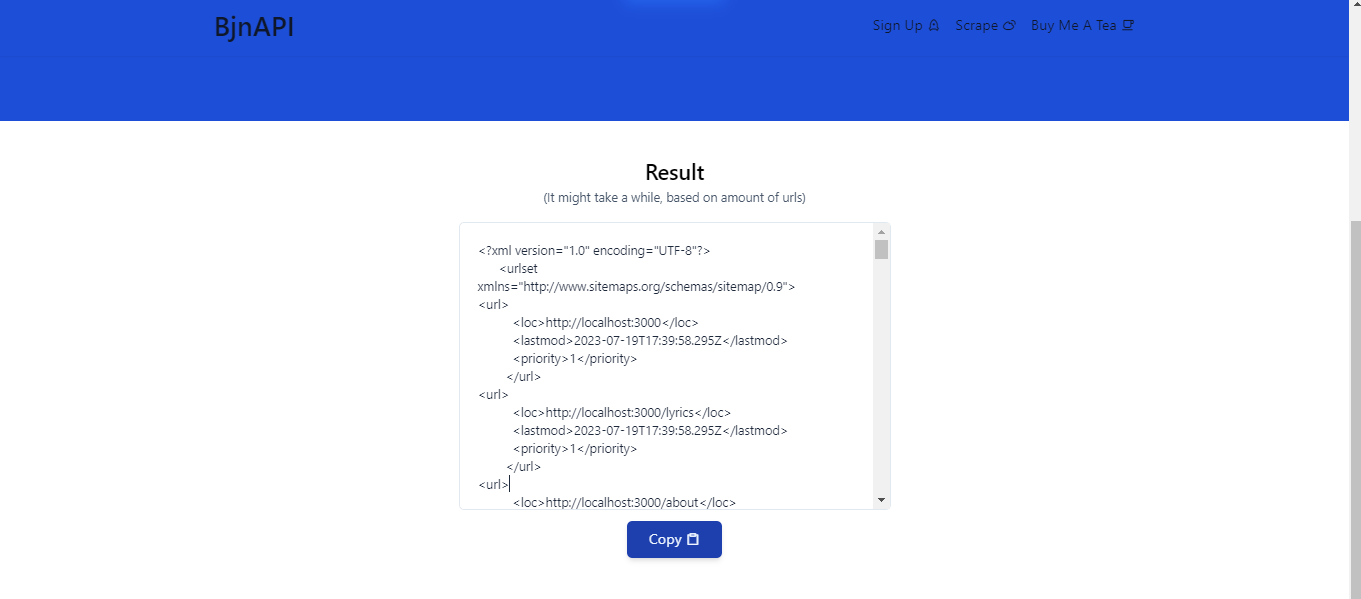 BjnAPI
Sign Up Scrape Buy Me A Tea
Result
(It might take a while, based on amount of urls)
<?xml version="1.0" encoding="UTF-8"?>
<urlset
xmlns="http://www.sitemaps.org/schemas/sitemap/0.9">
<url>
<loc>http://localhost:3000</loc>
<lastmod>2023-07-19T17:39:58.295Z</lastmod>
<priority>1</priority>
</url>
<url>
<loc>http://localhost:3000/lyrics</loc>
<lastmod>2023-07-19T17:39:58.295Z</lastmod>
<priority>1</priority>
</url>
<url>
<loc>http://localhost:3000/about</loc>
Copy